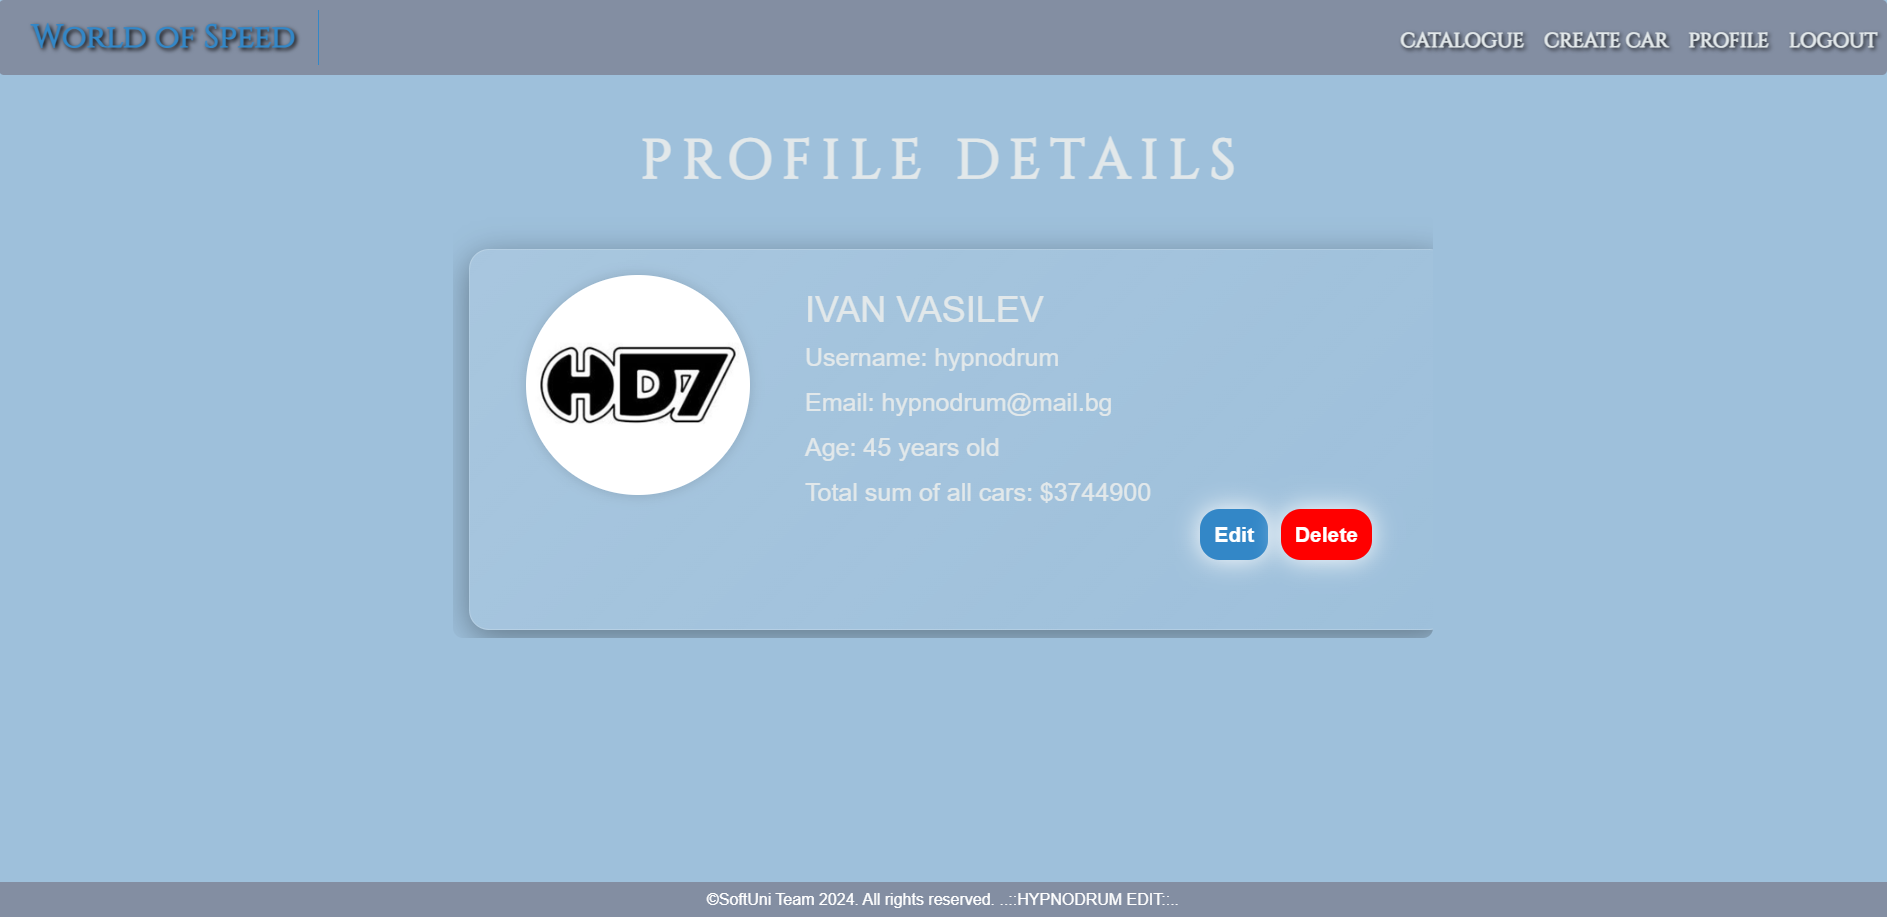 World of Speed
CATALOGUE CREATE CAR PROFILE LOGOUT
PROFILE DETAILS
HD7
IVAN VASILEV
Username: hypnodrum
Email: hypnodrum@mail.bg
Age: 45 years old
Total sum of all cars: $3744900
Edit Delete
©SoftUni Team 2024. All rights reserved. ..::HYPNODRUM EDIT::..